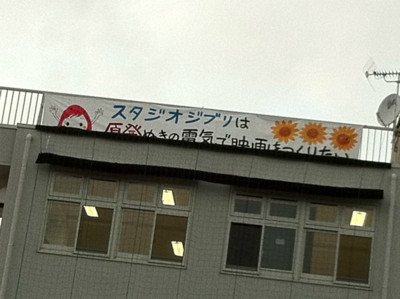 スタジオジブリは
原発ぬきの電気で映画をつくりたい